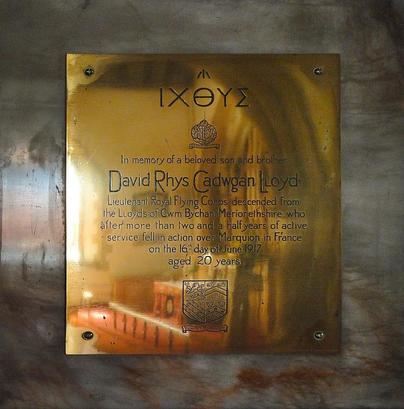 ΙΧΘΥΣ
In memory of a beloved son and brother
David Rhys Cadwgan Lloyd
Lieutenant Royal Flying Corps descended from
the LLoyds of Cwm Bychan Merionethshire who
after more than two and a half years of active
service fell in action over Marquion in France
on the 16th day of June 1917
aged 20 years